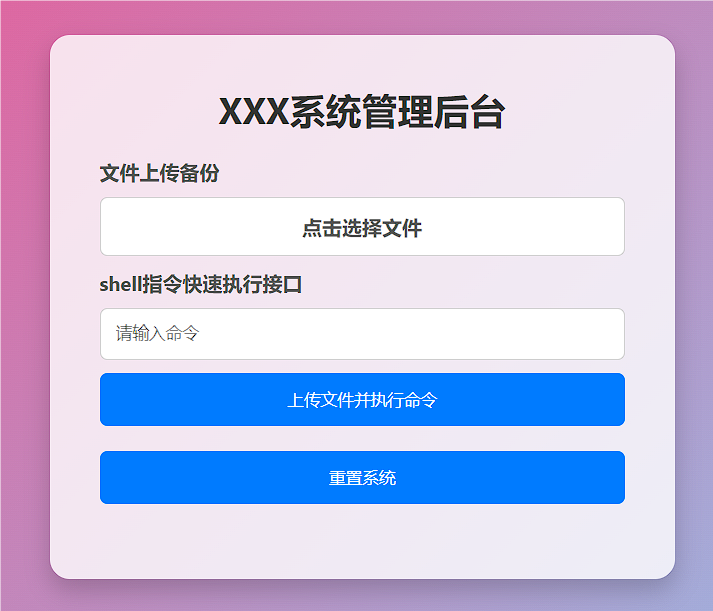 XXX系统管理后台
文件上传备份
点击选择文件
shell指令快速执行接口
请输入命令
上传文件并执行命令
重置系统